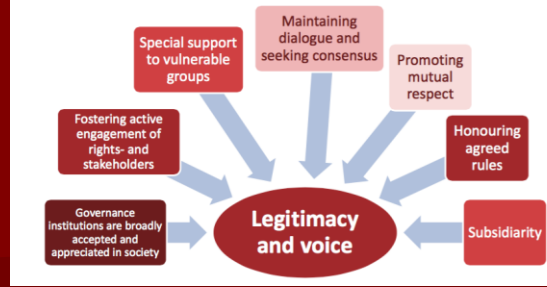 Maintaining
dialogue and
seeking consensus
Special support
to vulnerable
groups
Promoting
mutual
respect
Fostering active
engagement of
rights- and
stakeholders
Honouring
agreed
rules
Governance
institutions are broadly
accepted and
appreciated in society
Legitimacy
and voice
Subsidiarity